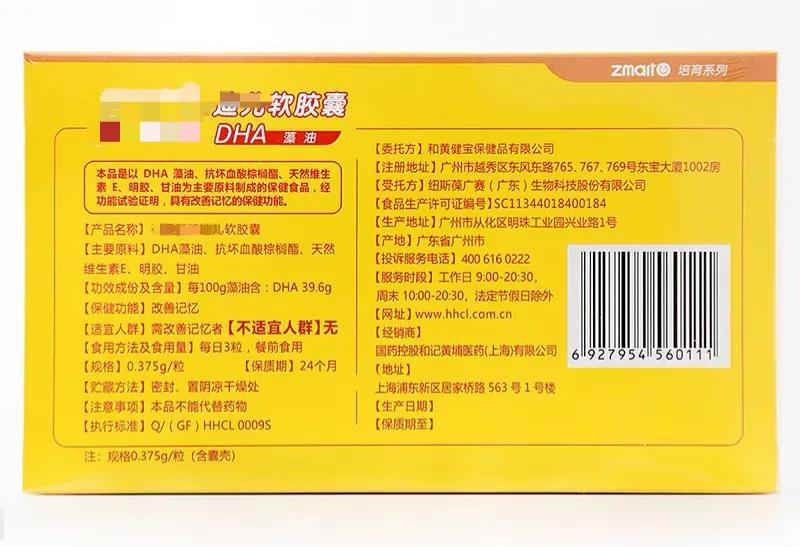 zmarto 培育系列
软胶囊
DHA 藻油
本品是以 DHA 藻油、抗坏血酸棕榈酯、天然维生
素 E、明胶、甘油为主要原料制成的保健食品，经
功能试验证明，具有改善记忆的保健功能。
【产品名称】软胶囊
【主要原料】DHA藻油、抗坏血酸棕榈酯、天然
维生素E、明胶、甘油
【功效成份及含量】每100g藻油含：DHA 39.6g
【保健功能】改善记忆
【适宜人群】需改善记忆者【不适宜人群】无
【食用方法及食用量】每日3粒，餐前食用
【规格】0.375g/粒 【保质期】24个月
【贮藏方法】密封、置阴凉干燥处
【注意事项】本品不能代替药物
【执行标准】Q/（GF）HHCL 0009S
注：规格0.375g/粒（含囊壳）
【委托方】和黄健宝保健品有限公司
【注册地址】广州市越秀区东风东路765、767、769号东宝大厦1002房
【受托方】纽斯葆广赛（广东）生物科技股份有限公司
【食品生产许可证编号】SC11344018400184
【生产地址】广州市从化区明珠工业园兴业路1号
【产地】广东省广州市
【投诉服务电话】400 616 0222
【服务时段】工作日 9:00-20:30，
周末 10:00-20:30，法定节假日除外
【网址】www.hhcl.com.cn
【经销商】
国药控股和记黄埔医药(上海)有限公司
【地址】
上海浦东新区居家桥路 563 号 1 号楼
【生产日期】
【保质期至】
6 927954 560111